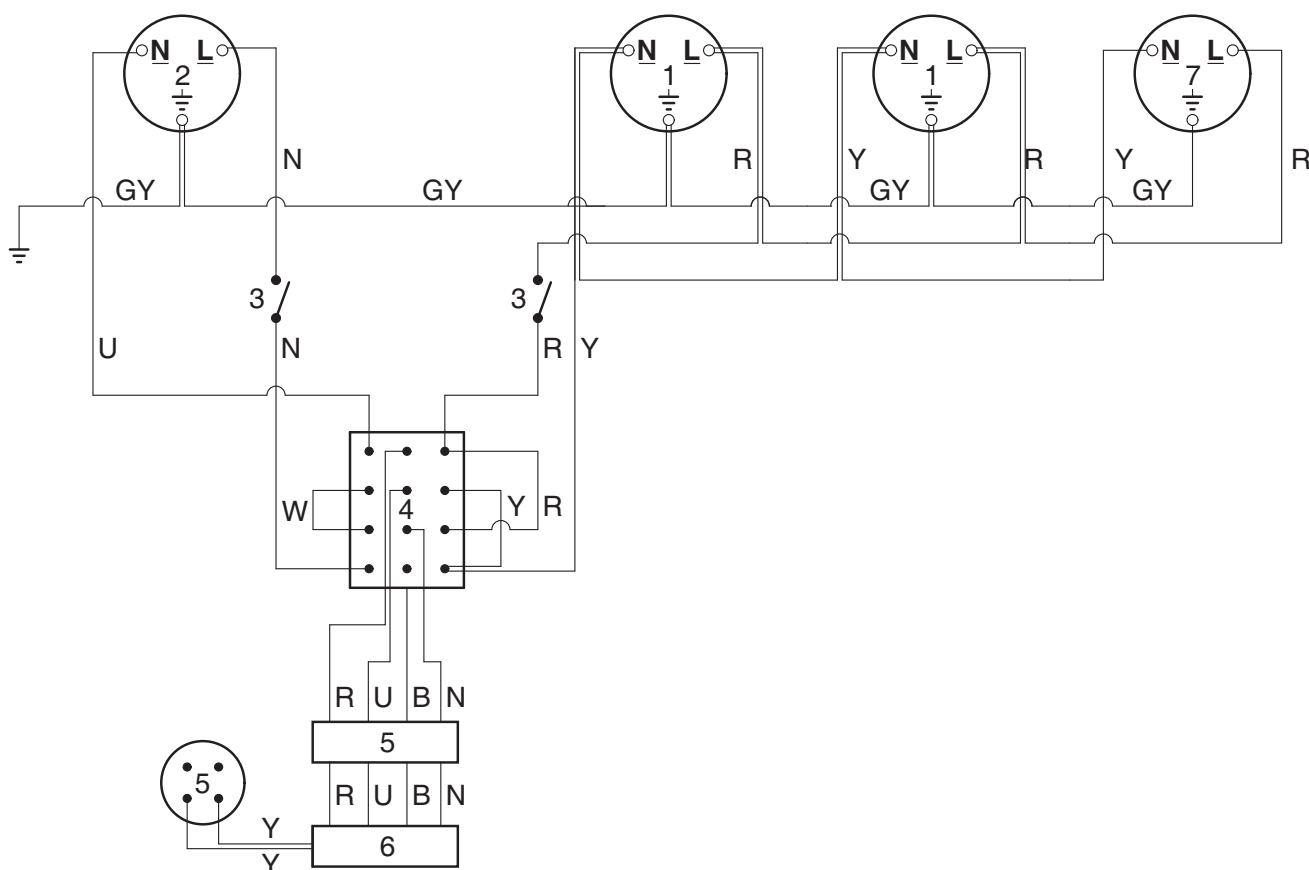 N L N L N L N L
2 1 1 7
N R Y R Y R
GY GY GY GY
3 3
U N R Y
W 4 Y R
R U B N
5
5 R U B N
Y
6
Y